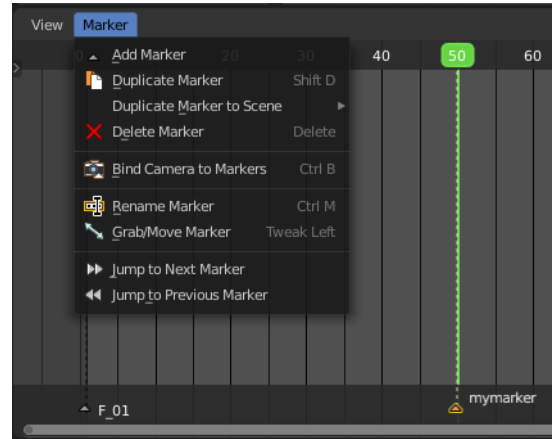 View Marker
0 20 30 40 50 60
Add Marker
Duplicate Marker Shift D
Duplicate Marker to Scene
Delete Marker Delete
Bind Camera to Markers Ctrl B
Rename Marker Ctrl M
Grab/Move Marker Tweak Left
Jump to Next Marker
Jump to Previous Marker
F_01
mymarker